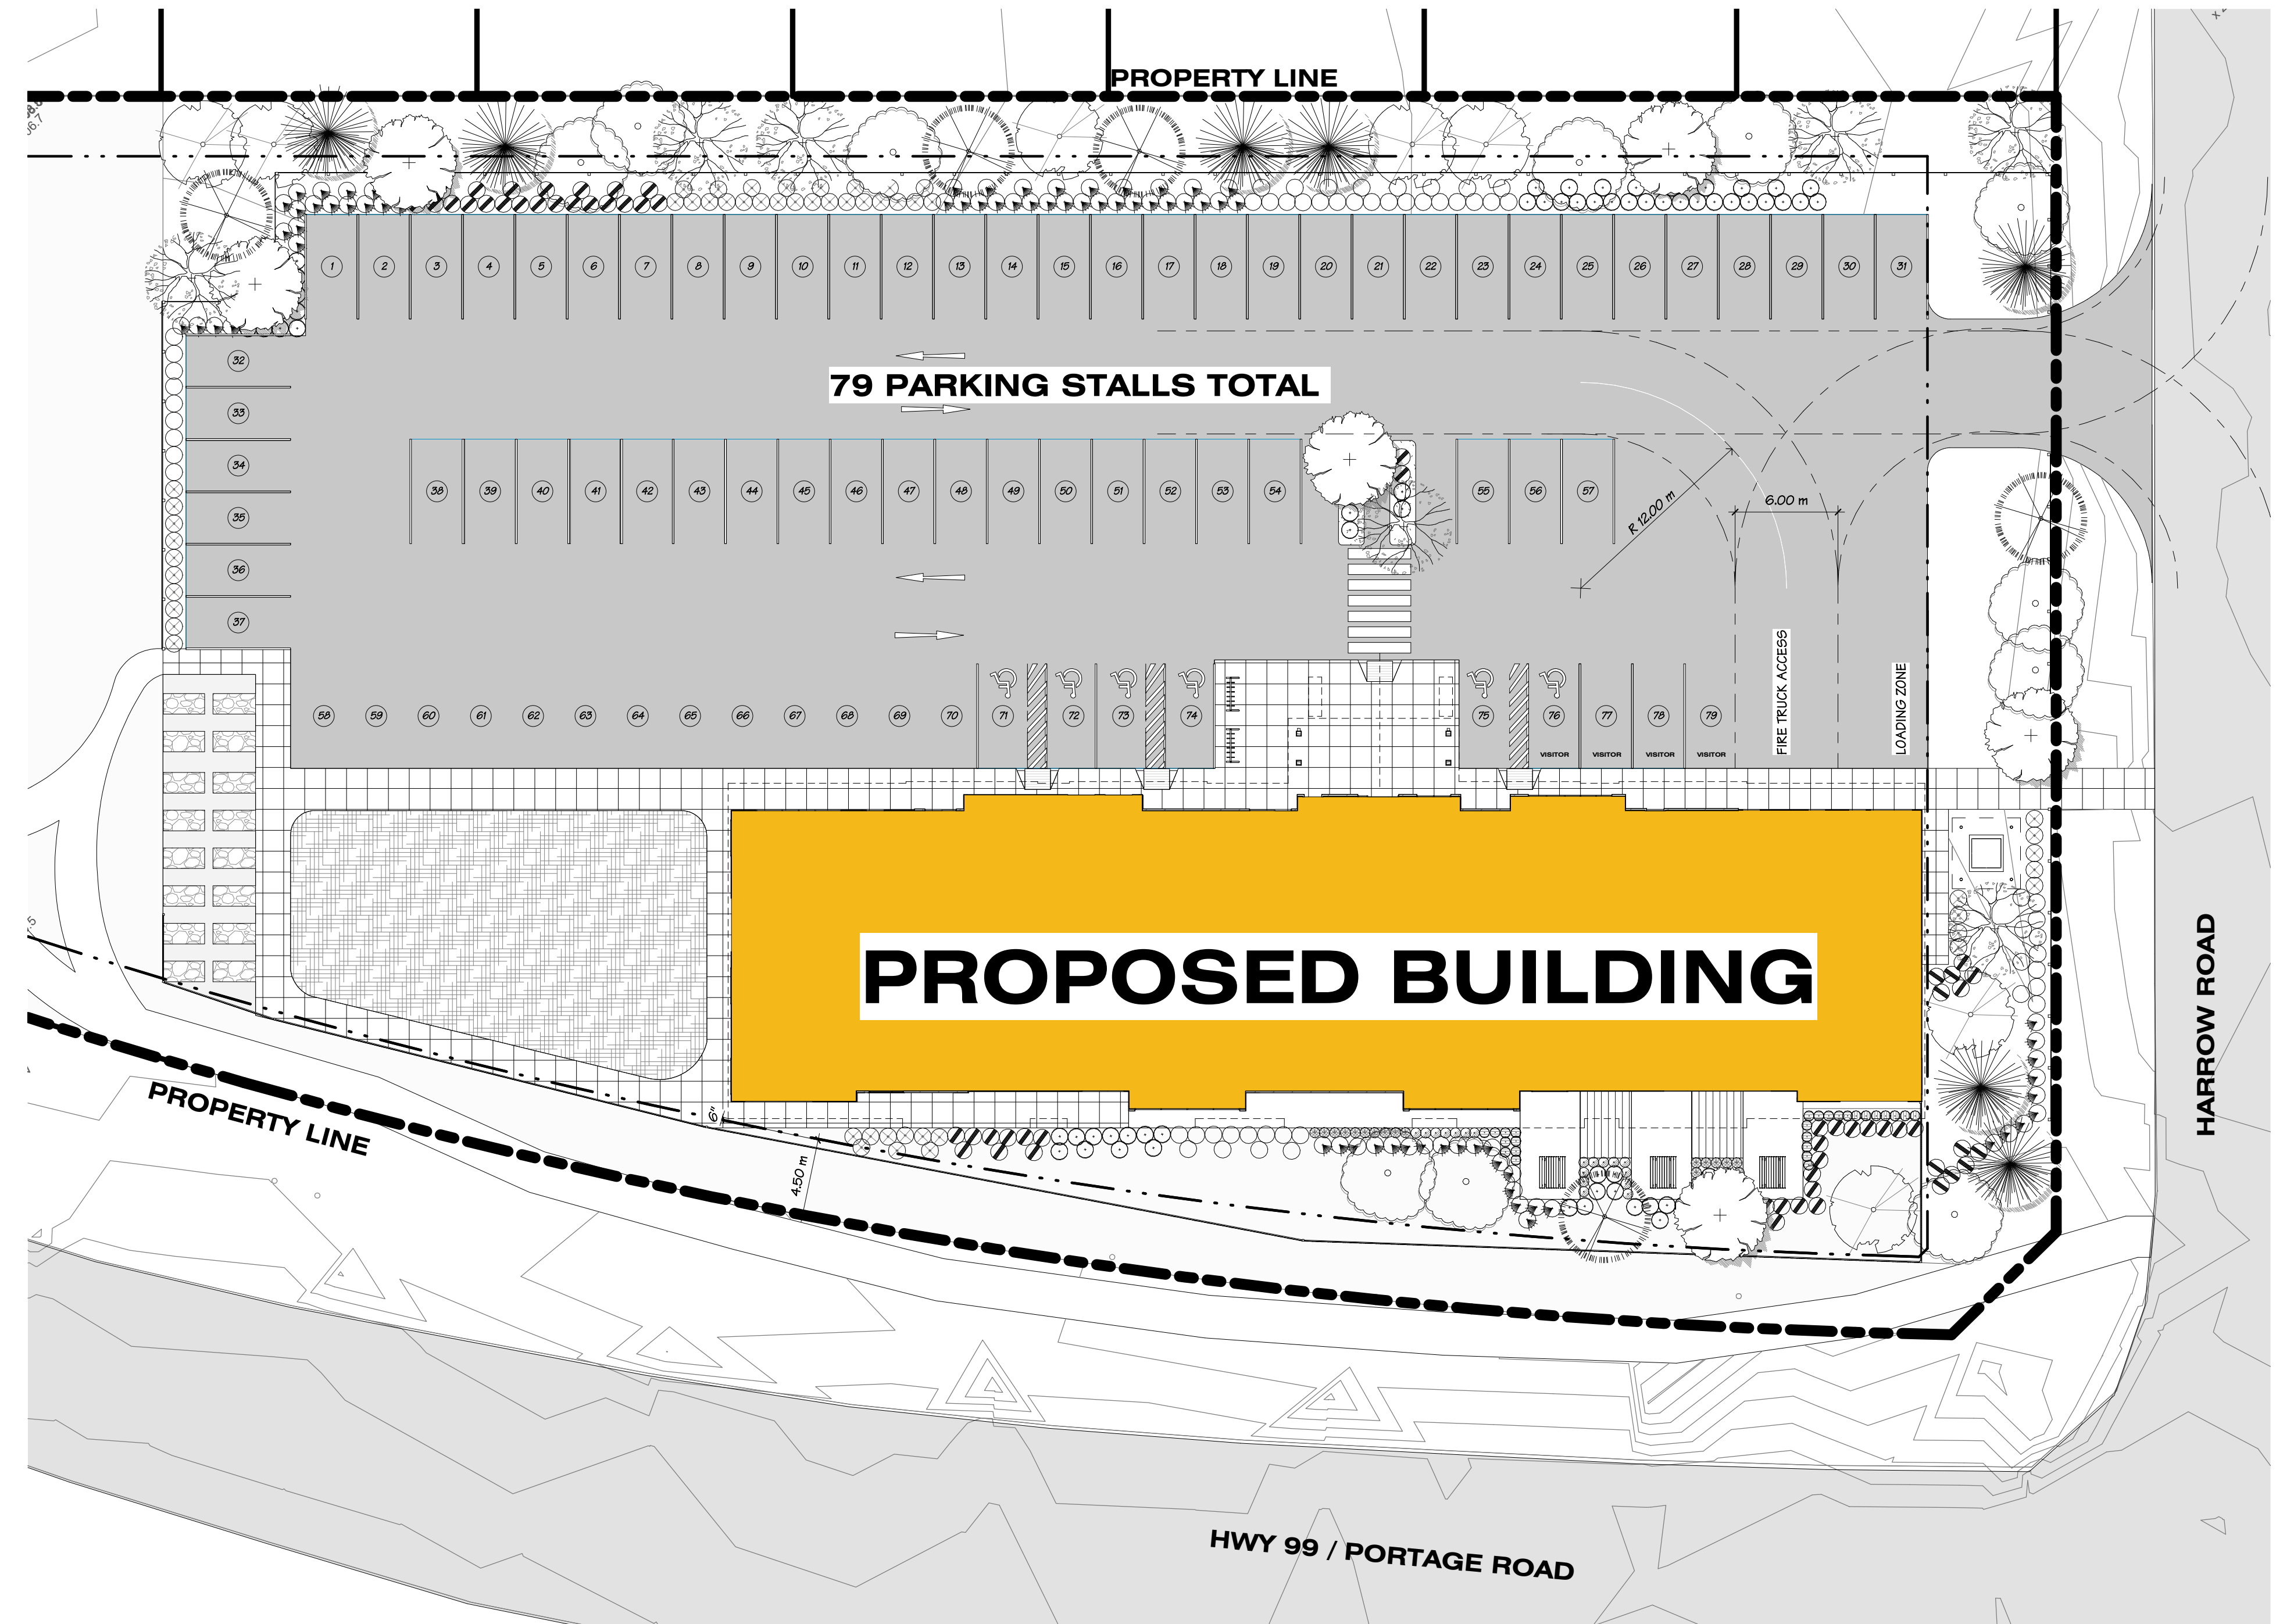 PROPERTY LINE
1 2 3 4 5 6 7 8 9 10 11 12 13 14 15 16 17 18 19 20 21 22 23 24 25 26 27 28 29 30 31
32
79 PARKING STALLS TOTAL
33
34
35
36
37
38 39 40 41 42 43 44 45 46 47 48 49 50 51 52 53 54 55 56 57
R 12.00 m
6.00 m
58 59 60 61 62 63 64 65 66 67 68 69 70 71 72 73 74 75 76 77 78 79
VISITOR VISITOR VISITOR VISITOR
FIRE TRUCK ACCESS
LOADING ZONE
PROPOSED BUILDING
HARROW ROAD
PROPERTY LINE
6"
4.50 m
HWY 99 / PORTAGE ROAD